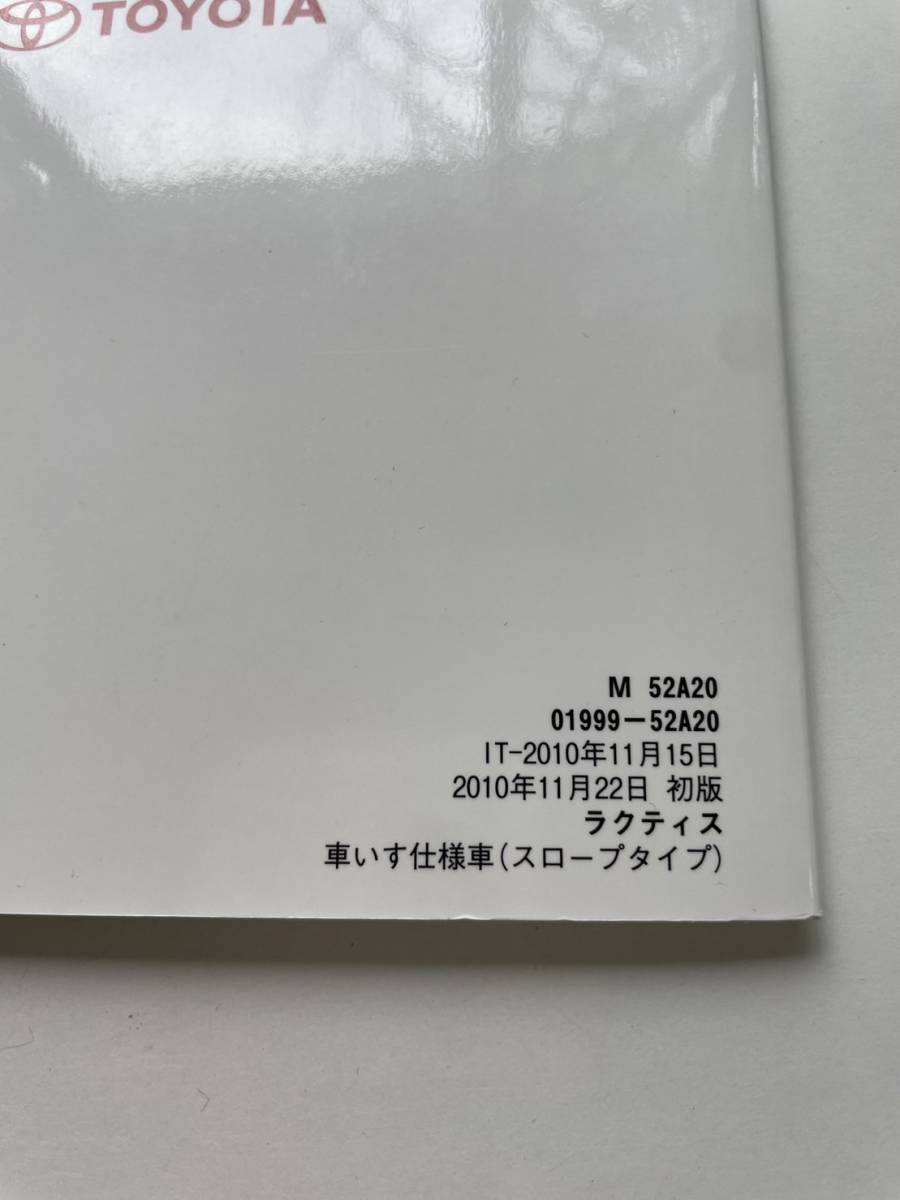 TOYOTA
M 52A20
01999-52A20
IT-2010年11月15日
2010年11月22日 初版
ラクティス
車いす仕様車(スロープタイプ)